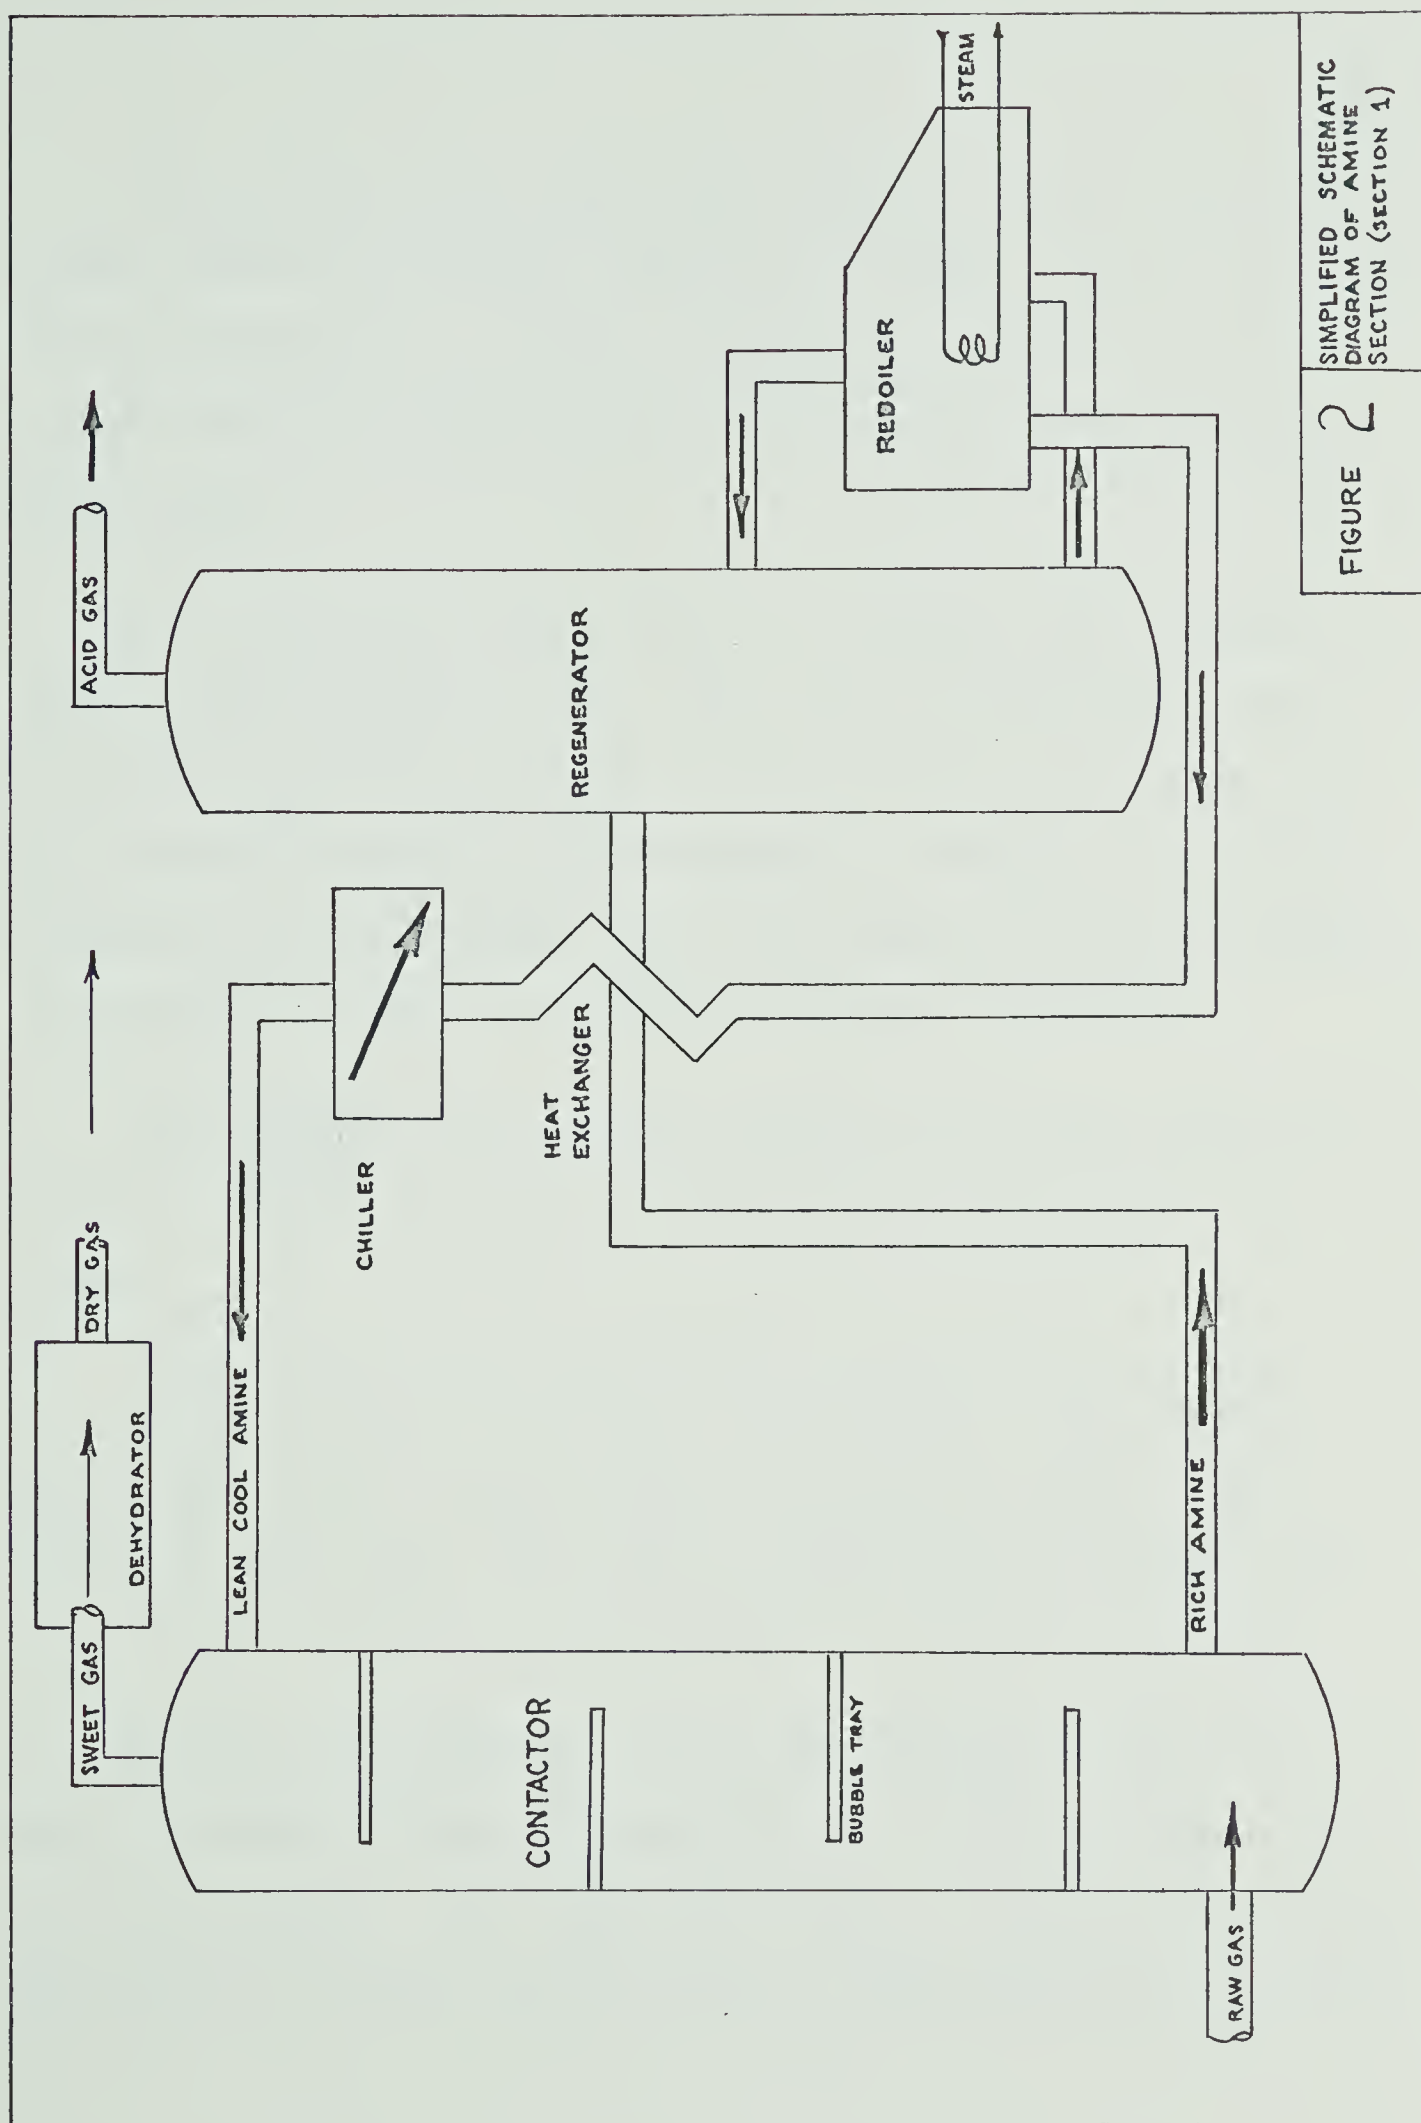 SWEET GAS
DEHYDRATOR
DRY GAS
ACID GAS
LEAN COOL AMINE
CHILLER
STEAM
CONTACTOR
HEAT
EXCHANGER
REGENERATOR
REBOILER
BUBBLE TRAY
RAW GAS
RICH AMINE
FIGURE 2
SIMPLIFIED SCHEMATIC
DIAGRAM OF AMINE
SECTION (SECTION 1)